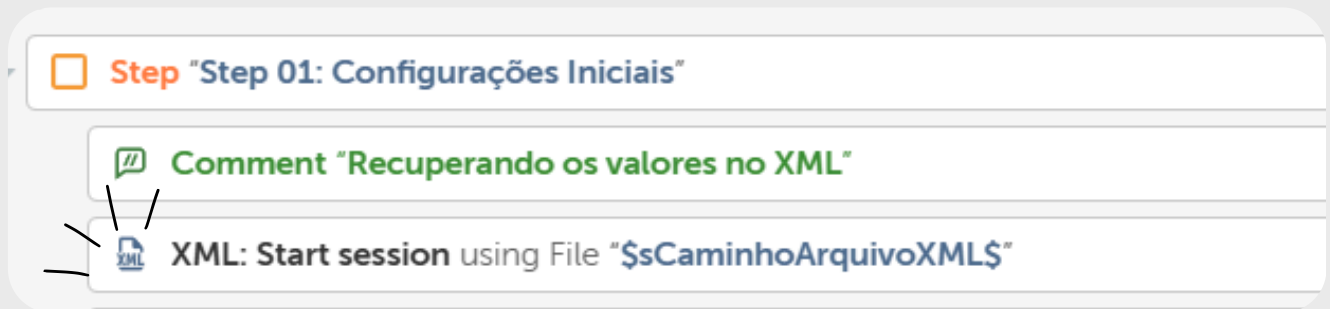 Step “Step 01: Configurações Iniciais”
// Comment “Recuperando os valores no XML”
XML XML: Start session using File “$sCaminhoArquivoXML$”